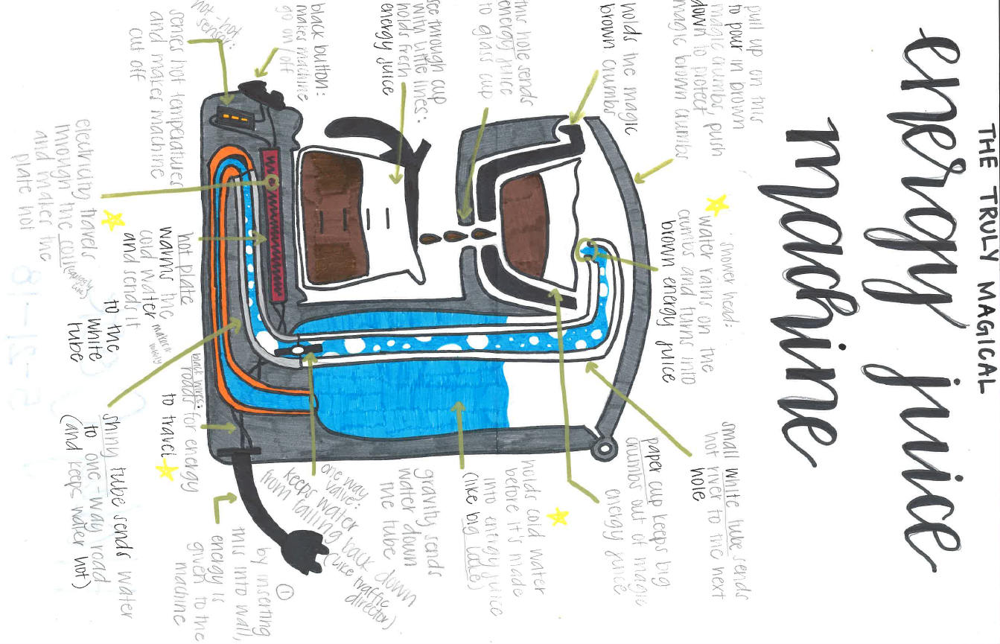 THE TRULY MAGICAL
energy juice
machine
pull up on this
to pour in brown
magic crumbs, push
down to protect
magic brown crumbs
holds the magic
brown crumbs
this hole sends
energy juice
to glass cup
see through cup
with little lines:
holds fresh
energy juice
black button:
makes machine
go on/off
hot-hot
sensor:
senses hot temperatures
and makes machine
cut off
shower head:
water rains on the
crumbs and turns into
brown energy juice
small white tube sends
hot river to the next
hole
paper cup keeps big
crumbs out of magic
energy juice
holds cold water
before it's made
into energy juice
(like big lake)
gravity sends
water down
the tube
one way
valve:
keeps water
from falling back down
(like traffic
director)
①
by inserting
this into wall,
energy is
given to the
machine
black wires:
roads for energy
to travel
hot plate
warms the
cold water
and sends it
to the
white
tube
electricity travels
through the coil
and makes the
plate hot
shiny tube sends water
to one-way road
(and keeps water hot)